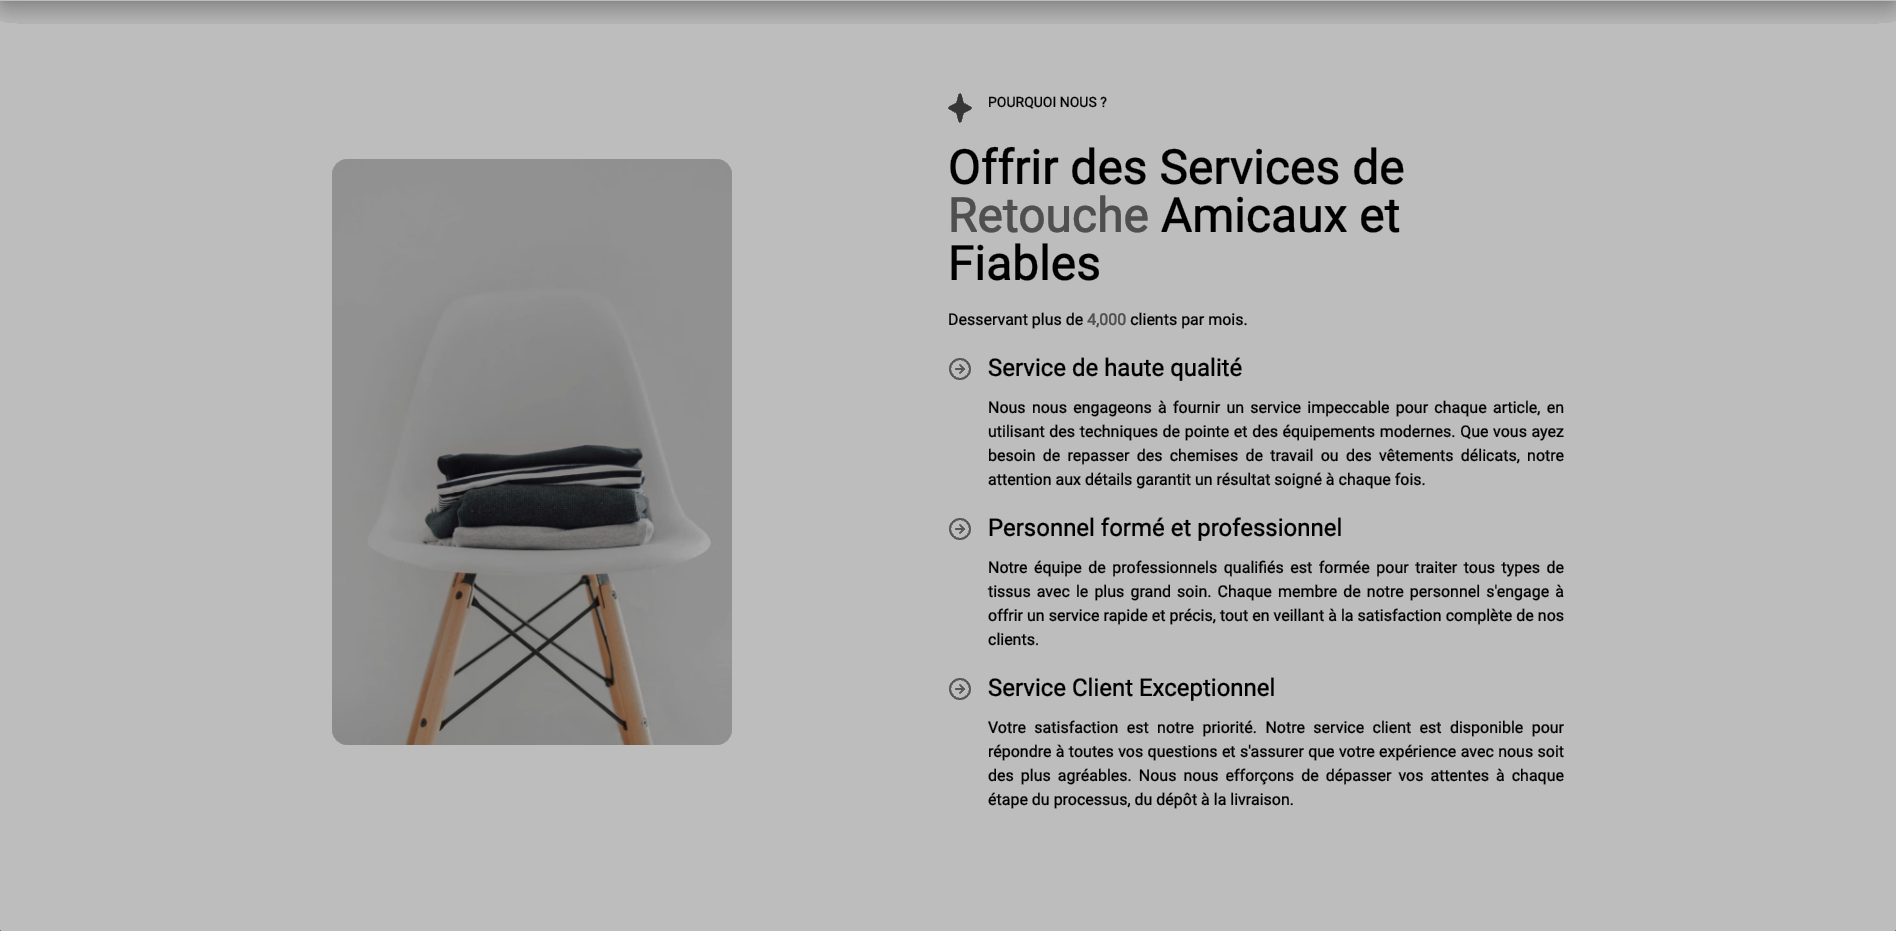 POURQUOI NOUS ?
Offrir des Services de
Retouche Amicaux et
Fiables
Desservant plus de 4,000 clients par mois.
Service de haute qualité
Nous nous engageons à fournir un service impeccable pour chaque article, en
utilisant des techniques de pointe et des équipements modernes. Que vous ayez
besoin de repasser des chemises de travail ou des vêtements délicats, notre
attention aux détails garantit un résultat soigné à chaque fois.
Personnel formé et professionnel
Notre équipe de professionnels qualifiés est formée pour traiter tous types de
tissus avec le plus grand soin. Chaque membre de notre personnel s'engage à
offrir un service rapide et précis, tout en veillant à la satisfaction complète de nos
clients.
Service Client Exceptionnel
Votre satisfaction est notre priorité. Notre service client est disponible pour
répondre à toutes vos questions et s'assurer que votre expérience avec nous soit
des plus agréables. Nous nous efforçons de dépasser vos attentes à chaque
étape du processus, du dépôt à la livraison.